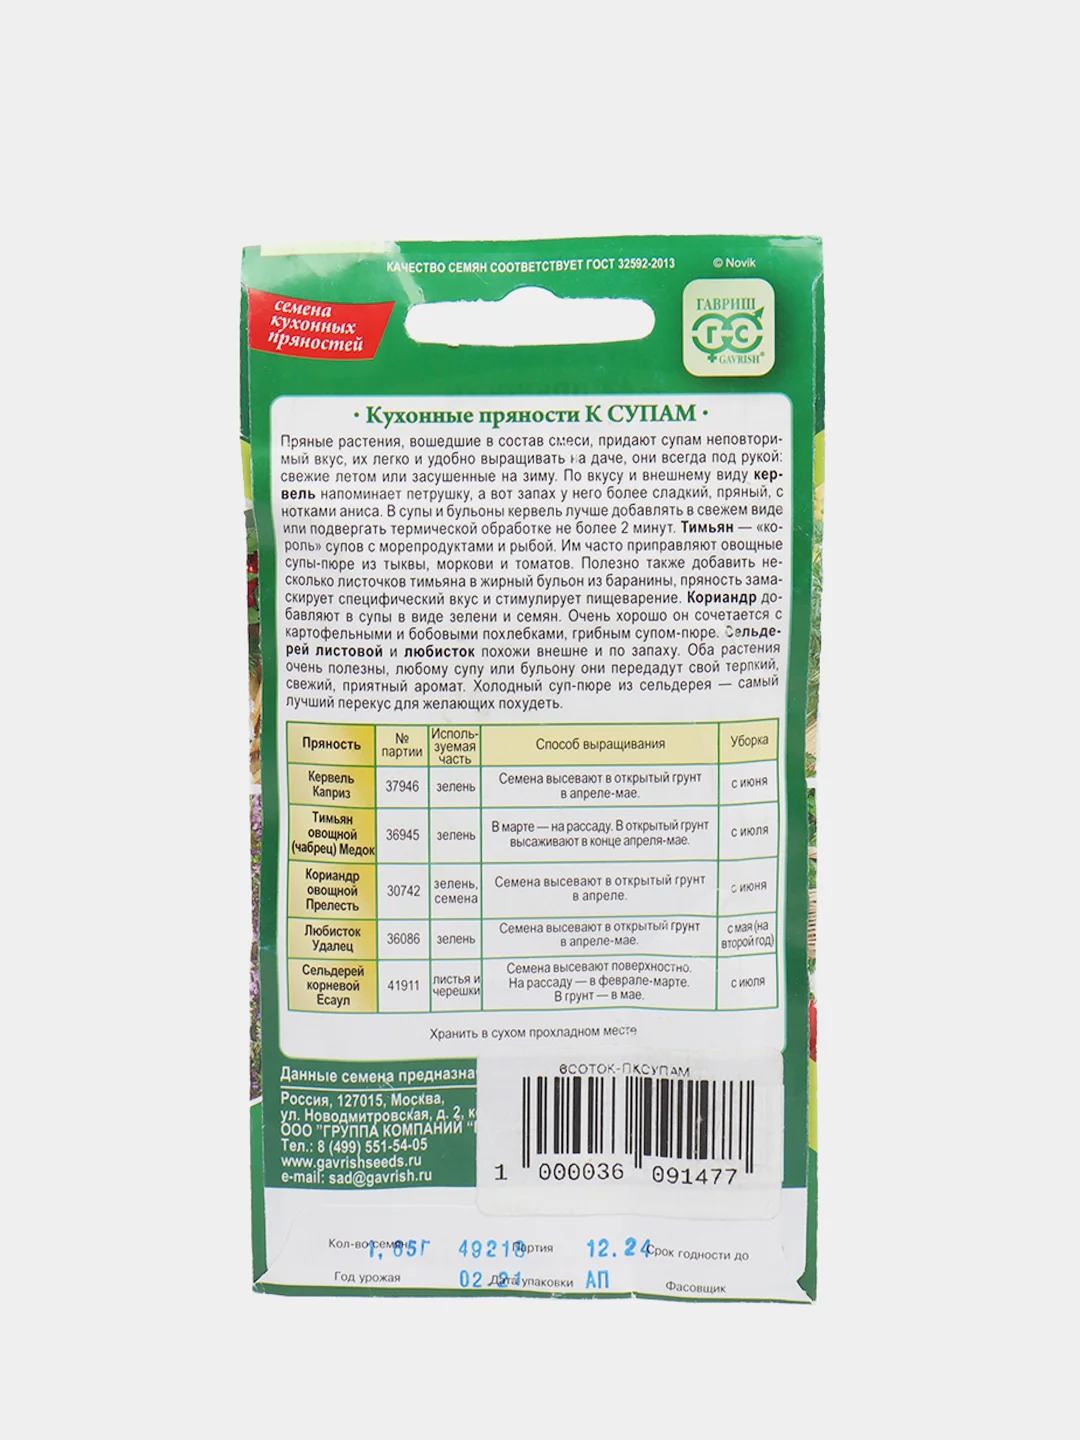 КАЧЕСТВО СЕМЯН СООТВЕТСТВУЕТ ГОСТ 32592-2013
© Novik
семена
кухонных
пряностей
ГАВРИШ
ГС
GAVRISH®
· Кухонные пряности К СУПАМ ·
Пряные растения, вошедшие в состав смеси, придают супам неповтори-
мый вкус, их легко и удобно выращивать на даче, они всегда под рукой:
свежие летом или засушенные на зиму. По вкусу и внешнему виду кер-
вель напоминает петрушку, а вот запах у него более сладкий, пряный, с
нотками аниса. В супы и бульоны кервель лучше добавлять в свежем виде
или подвергать термической обработке не более 2 минут. Тимьян — «ко-
роль» супов с морепродуктами и рыбой. Им часто приправляют овощные
супы-пюре из тыквы, моркови и томатов. Полезно также добавить не-
сколько листочков тимьяна в жирный бульон из баранины, пряность зама-
скирует специфический вкус и стимулирует пищеварение. Кориандр до-
бавляют в супы в виде зелени и семян. Очень хорошо он сочетается с
картофельными и бобовыми похлебками, грибным супом-пюре. Сельде-
рей листовой и любисток похожи внешне и по запаху. Оба растения
очень полезны, любому супу или бульону они передадут свой терпкий,
свежий, приятный аромат. Холодный суп-пюре из сельдерея — самый
лучший перекус для желающих похудеть.
Пряность
№
партии
Исполь-
зуемая
часть
Способ выращивания
Уборка
Кервель
Каприз
37946
зелень
Семена высевают в открытый грунт
в апреле-мае.
с июня
Тимьян
овощной
(чабрец) Медок
36945
зелень
В марте — на рассаду. В открытый грунт
высаживают в конце апреля-мае.
с июля
Кориандр
овощной
Прелесть
30742
зелень,
семена
Семена высевают в открытый грунт
в апреле.
с июня
Любисток
Удалец
36086
зелень
Семена высевают в открытый грунт
в апреле-мае.
с мая (на
второй год)
Сельдерей
корневой
Есаул
41911
листья и
черешки
Семена высевают поверхностно.
На рассаду — в феврале-марте.
В грунт — в мае.
с июля
Хранить в сухом прохладном месте
Данные семена предназна
Россия, 127015, Москва,
ул. Новодмитровская, д. 2, к
ООО "ГРУППА КОМПАНИЙ "
Тел.: 8 (499) 551-54-05
www.gavrishseeds.ru
e-mail: sad@gavrish.ru
6СОТОК-ПКСУПАМ
1 000036 091477
Кол-во семян 1,65Г 49218 Партия 12.24 Срок годности до
Год урожая 02.21 Дата упаковки АП Фасовщик